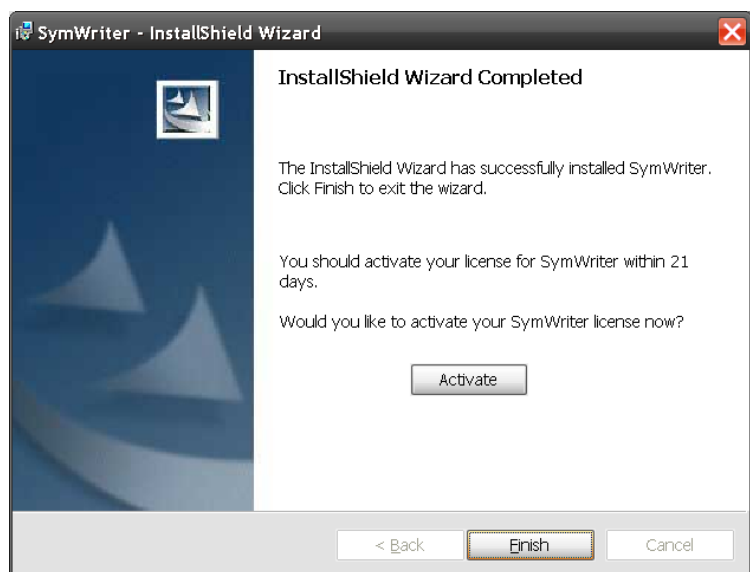 SymWriter - InstallShield Wizard
InstallShield Wizard Completed
The InstallShield Wizard has successfully installed SymWriter.
Click Finish to exit the wizard.
You should activate your license for SymWriter within 21
days.
Would you like to activate your SymWriter license now?
Activate
< Back
Finish
Cancel